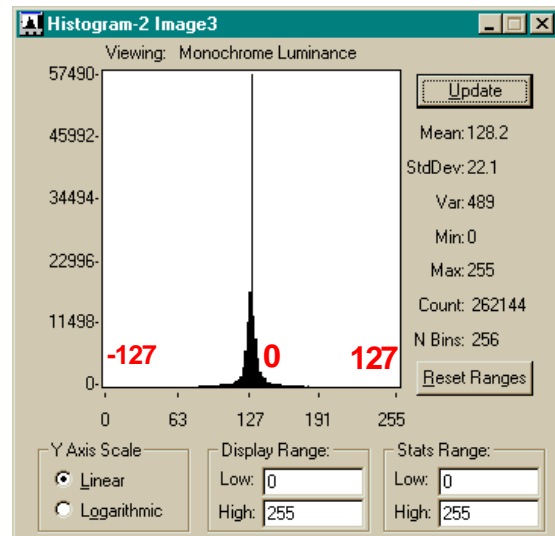 Histogram-2 Image3
Viewing: Monochrome Luminance
57490-
45992-
34494-
22996-
11498-
0-
-127 0 127
0 63 127 191 255
Update
Mean: 128.2
StdDev: 22.1
Var: 489
Min: 0
Max: 255
Count: 262144
N Bins: 256
Reset Ranges
Y Axis Scale
Linear
Logarithmic
Display Range:
Low: 0
High: 255
Stats Range:
Low: 0
High: 255